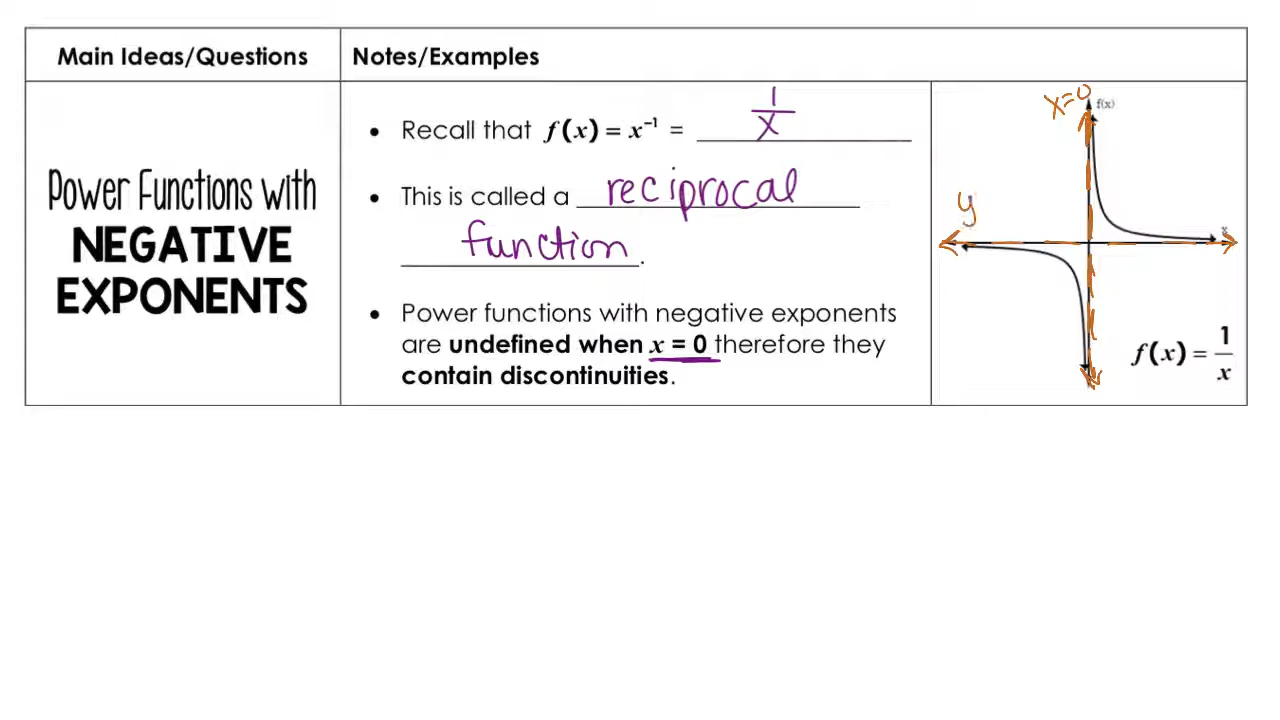 Main Ideas/Questions
Notes/Examples
Power Functions with
NEGATIVE
EXPONENTS
• Recall that f(x) = x⁻¹ = 1/x
• This is called a reciprocal
function.
• Power functions with negative exponents
are undefined when x = 0 therefore they
contain discontinuities.
x=0
f(x)
y
x
f(x) = 1/x